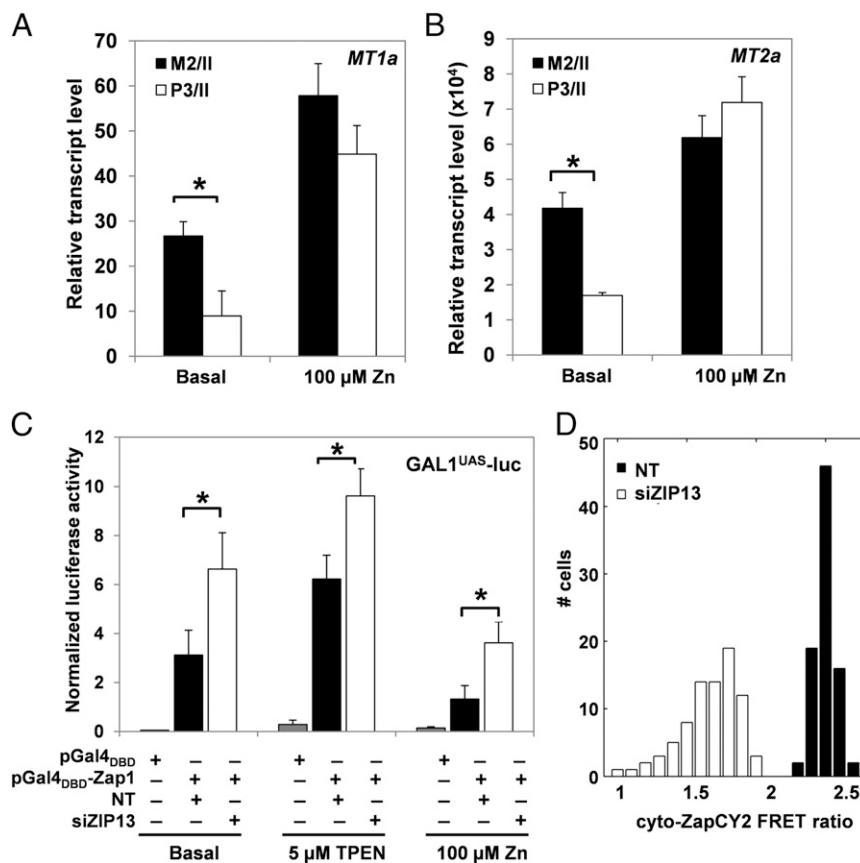 A
70
60
50
40
30
20
10
0
Relative transcript level
M2/II
P3/II
MT1a
*
Basal 100 µM Zn
B
9
8
7
6
5
4
3
2
1
0
Relative transcript level (x10⁴)
M2/II
P3/II
MT2a
*
Basal 100 µM Zn
C
12
10
8
6
4
2
0
Normalized luciferase activity
GAL1ᵁᴬˢ-luc
* * *
pGal4DBD + – – + – – + – –
pGal4DBD-Zap1 – + + – + + – + +
NT – + – – + – – + –
siZIP13 – – + – – + – – +
Basal 5 µM TPEN 100 µM Zn
D
50
40
30
20
10
0
# cells
NT
siZIP13
1 1.5 2 2.5
cyto-ZapCY2 FRET ratio